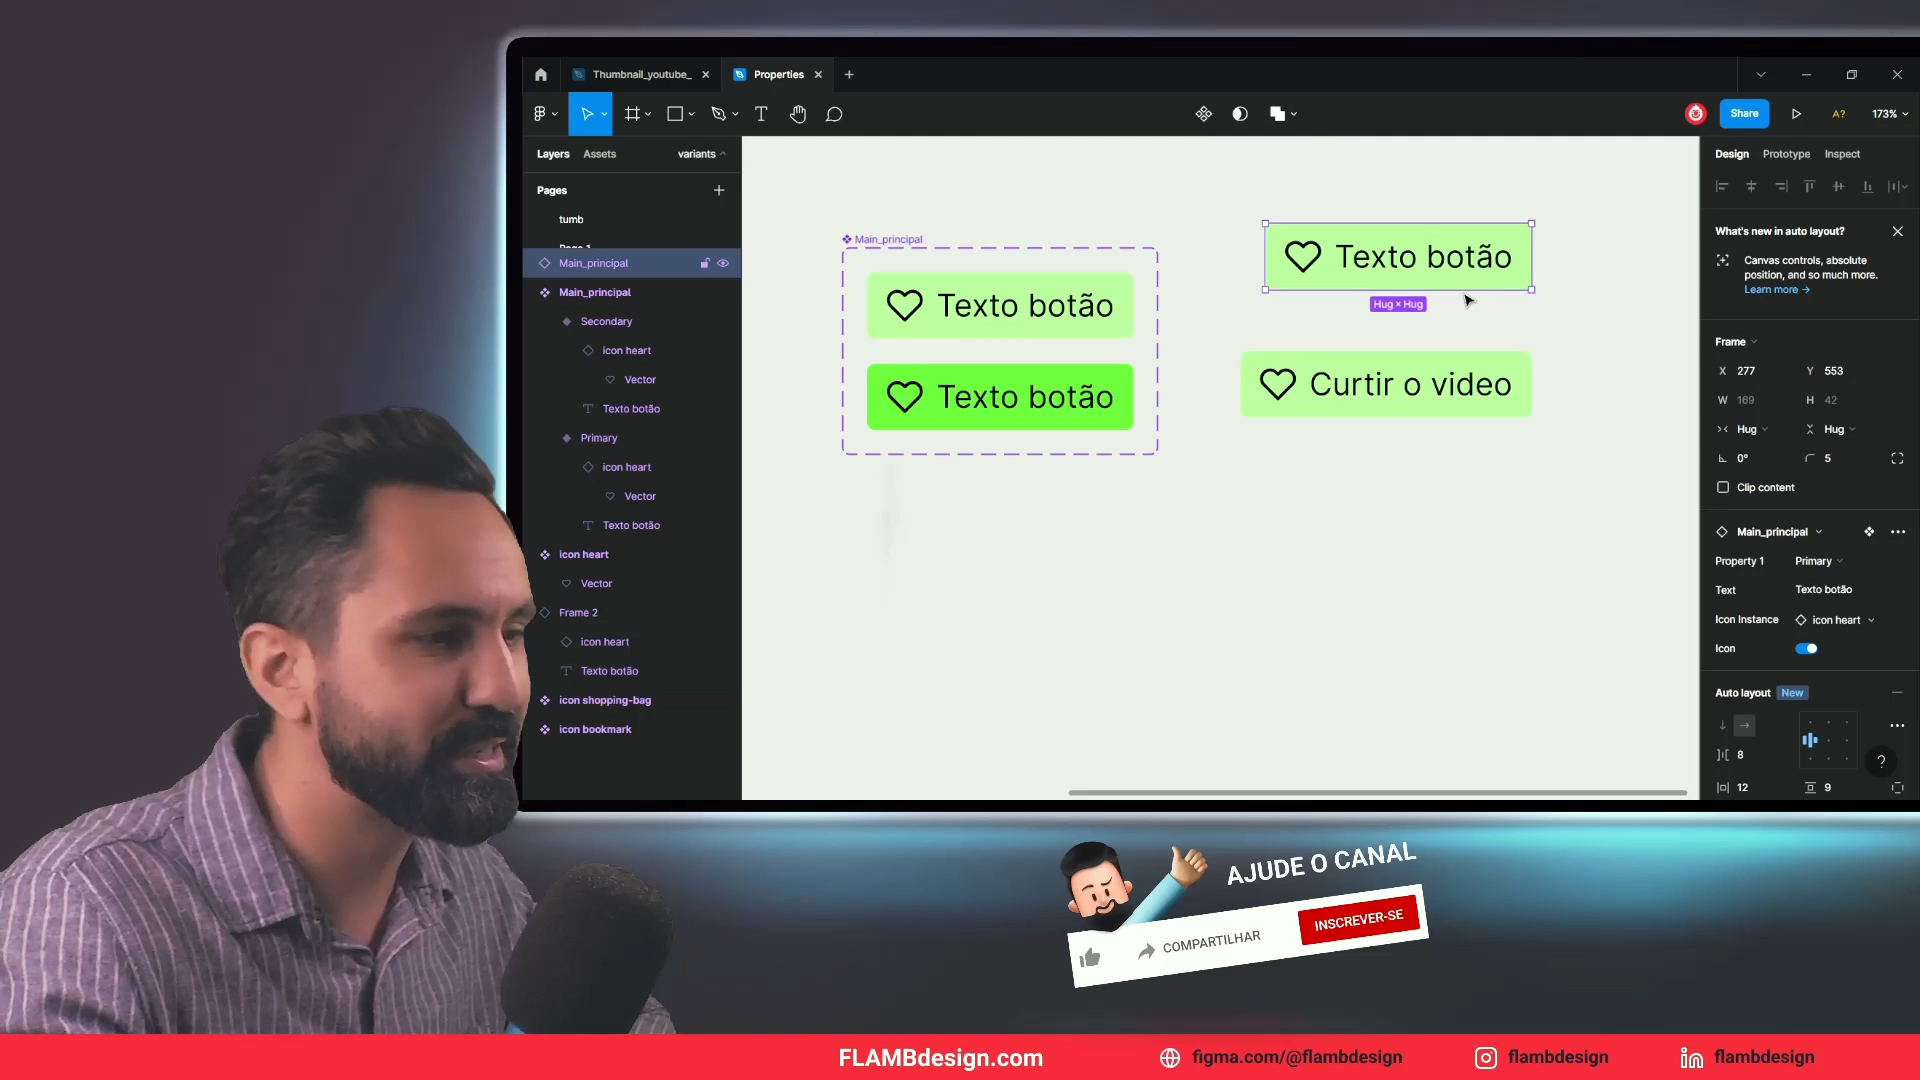 Thumbnail_youtube_
Properties
Share
A?
173%
Layers
Assets
variants
Pages
tumb
Page 1
Main_principal
Main_principal
Secondary
icon heart
Vector
Texto botão
Primary
icon heart
Vector
Texto botão
icon heart
Vector
Frame 2
icon heart
Texto botão
icon shopping-bag
icon bookmark
Main_principal
Texto botão
Texto botão
Texto botão
Hug × Hug
Curtir o video
Design
Prototype
Inspect
What's new in auto layout?
Canvas controls, absolute
position, and so much more.
Learn more →
Frame
X 277
Y 553
W 169
H 42
Hug
Hug
0°
5
Clip content
Main_principal
Property 1
Primary
Text
Texto botão
Icon Instance
icon heart
Icon
Auto layout
New
8
?
12
9
AJUDE O CANAL
COMPARTILHAR
INSCREVER-SE
FLAMBdesign.com
figma.com/@flambdesign
flambdesign
in flambdesign